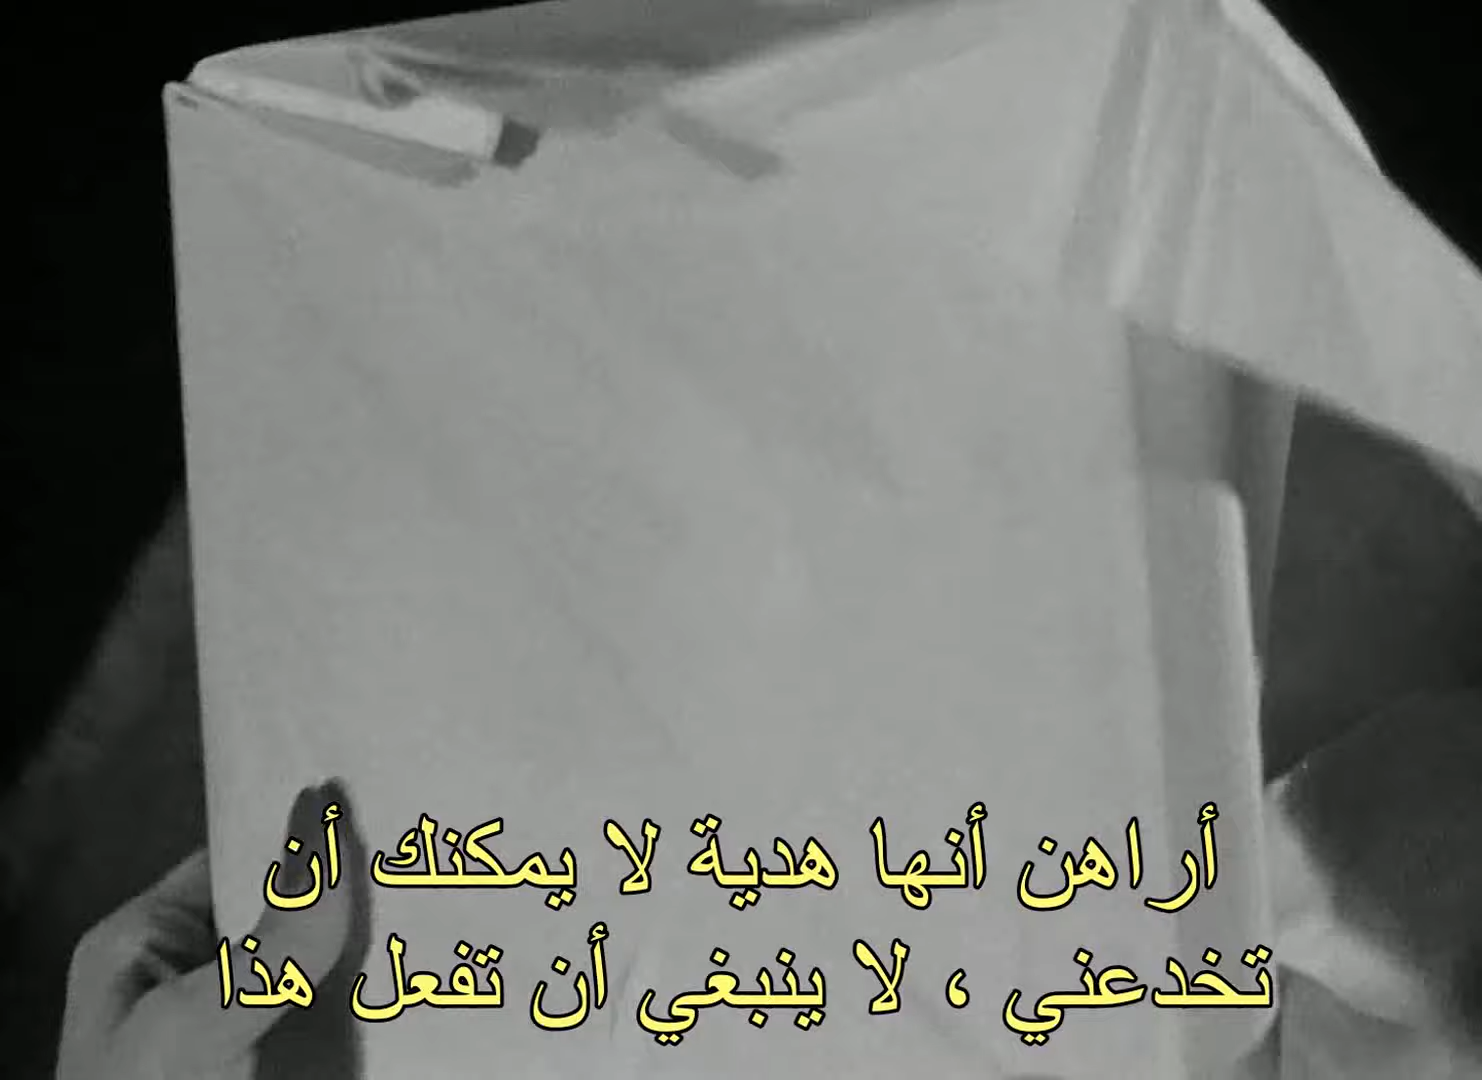 أراهن أنها هدية لا يمكنك أن
تخدعني ، لا ينبغي أن تفعل هذا